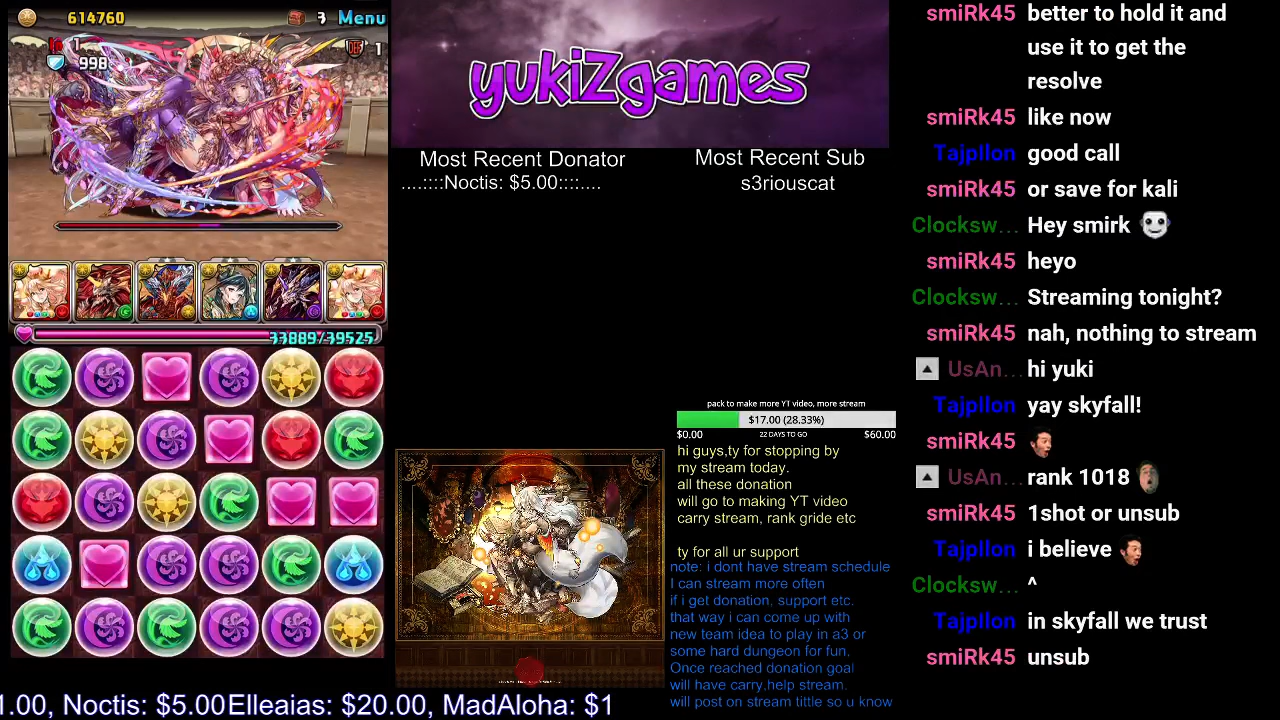 614760
3 Menu
1
998
DEF 1
33889/39525
yukiZgames
Most Recent Donator
....::::Noctis: $5.00::::....
Most Recent Sub
s3riouscat
pack to make more YT video, more stream
$17.00 (28.33%)
$0.00 22 DAYS TO GO $60.00
hi guys,ty for stopping by
my stream today.
all these donation
will go to making YT video
carry stream, rank gride etc
ty for all ur support
note: i dont have stream schedule
I can stream more often
if i get donation, support etc.
that way i can come up with
new team idea to play in a3 or
some hard dungeon for fun.
Once reached donation goal
will have carry,help stream.
will post on stream tittle so u know
1.00, Noctis: $5.00Elleaias: $20.00, MadAloha: $1
smiRk45 better to hold it and
use it to get the
resolve
smiRk45 like now
TajpIlon good call
smiRk45 or save for kali
Clocksw... Hey smirk
smiRk45 heyo
Clocksw... Streaming tonight?
smiRk45 nah, nothing to stream
UsAn... hi yuki
TajpIlon yay skyfall!
smiRk45
UsAn... rank 1018
smiRk45 1shot or unsub
TajpIlon i believe
Clocksw... ^
TajpIlon in skyfall we trust
smiRk45 unsub